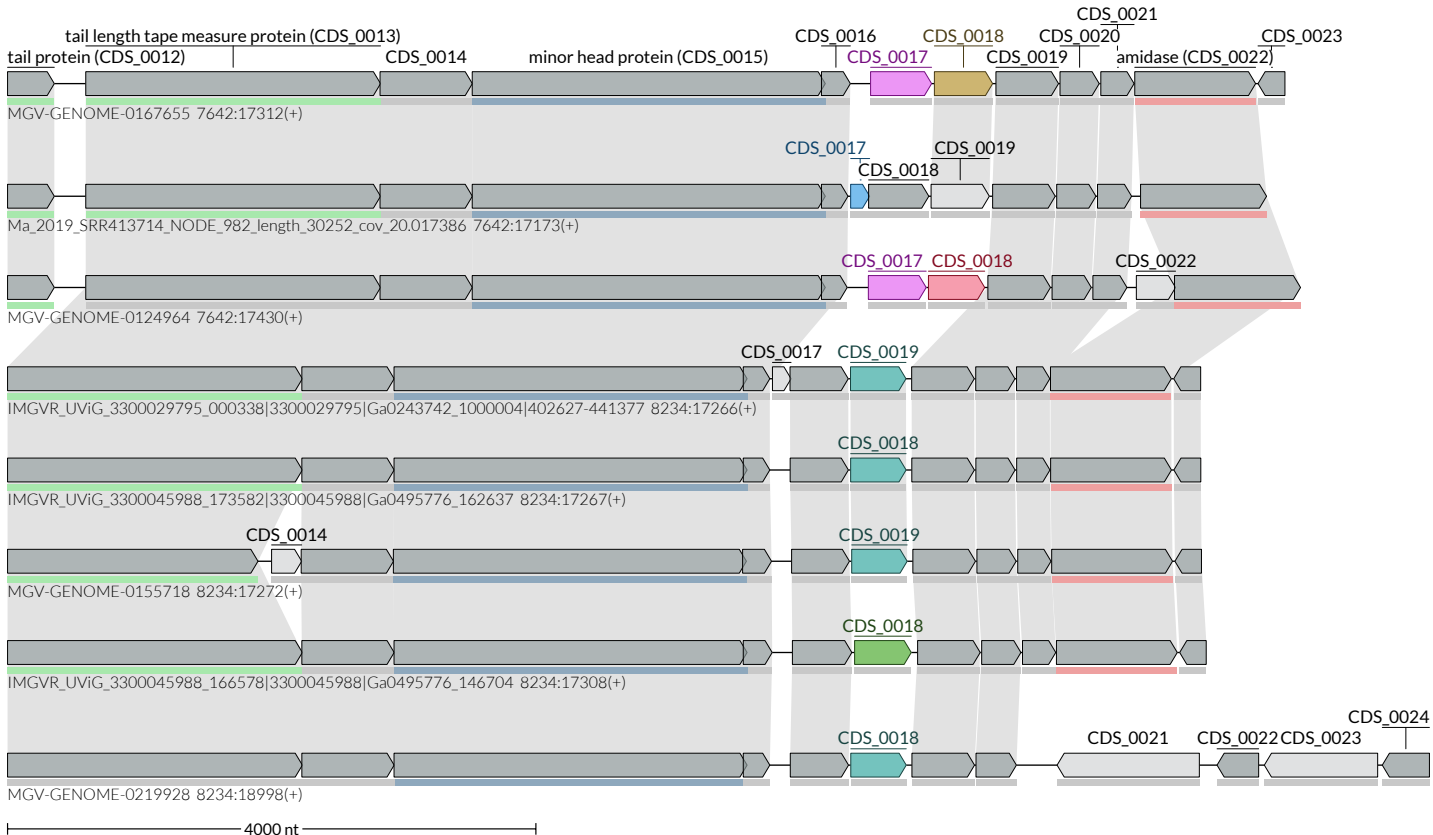 CDS_0021
tail length tape measure protein (CDS_0013) CDS_0016 CDS_0018 CDS_0020 CDS_0023
tail protein (CDS_0012) CDS_0014 minor head protein (CDS_0015) CDS_0017 CDS_0019 amidase (CDS_0022)
MGV-GENOME-0167655 7642:17312(+)
CDS_0017 CDS_0019
CDS_0018
Ma_2019_SRR413714_NODE_982_length_30252_cov_20.017386 7642:17173(+)
CDS_0017 CDS_0018 CDS_0022
MGV-GENOME-0124964 7642:17430(+)
CDS_0017 CDS_0019
IMGVR_UViG_3300029795_000338|3300029795|Ga0243742_1000004|402627-441377 8234:17266(+)
CDS_0018
IMGVR_UViG_3300045988_173582|3300045988|Ga0495776_162637 8234:17267(+)
CDS_0014 CDS_0019
MGV-GENOME-0155718 8234:17272(+)
CDS_0018
IMGVR_UViG_3300045988_166578|3300045988|Ga0495776_146704 8234:17308(+)
CDS_0024
CDS_0018 CDS_0021 CDS_0022 CDS_0023
MGV-GENOME-0219928 8234:18998(+)
4000 nt